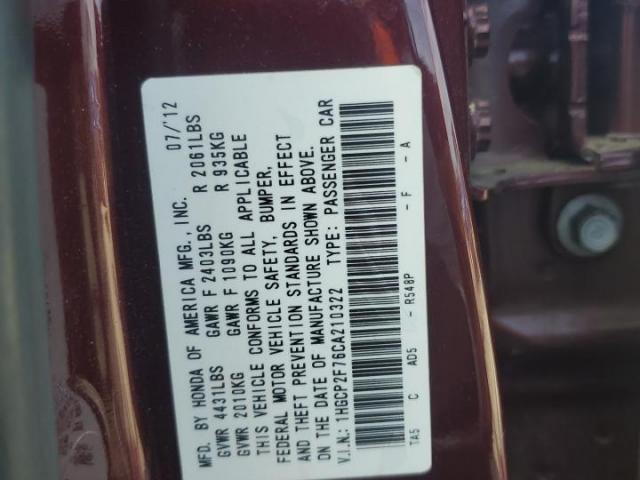 MFD. BY HONDA OF AMERICA MFG., INC. 07/'12
GVWR 4431LBS GAWR F 2403LBS R 2061LBS
GVWR 2010KG GAWR F 1090KG R 935KG
THIS VEHICLE CONFORMS TO ALL APPLICABLE
FEDERAL MOTOR VEHICLE SAFETY, BUMPER,
AND THEFT PREVENTION STANDARDS IN EFFECT
ON THE DATE OF MANUFACTURE SHOWN ABOVE.
V.I.N.: 1HGCP2F76CA210322 TYPE: PASSENGER CAR
TA5 C AD5 - R548P - F - A